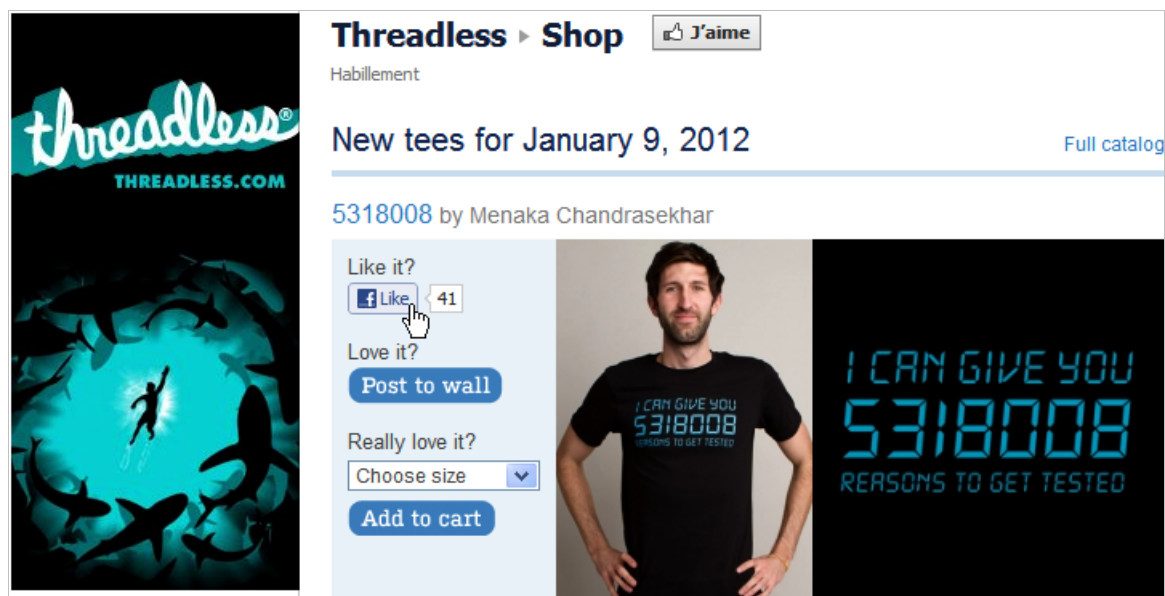 threadless®
THREADLESS.COM
Threadless ▸ Shop
J'aime
Habillement
New tees for January 9, 2012
Full catalog
5318008 by Menaka Chandrasekhar
Like it?
f Like 41
Love it?
Post to wall
Really love it?
Choose size
Add to cart
I CAN GIVE YOU
5318008
REASONS TO GET TESTED
I CAN GIVE YOU
5318008
REASONS TO GET TESTED